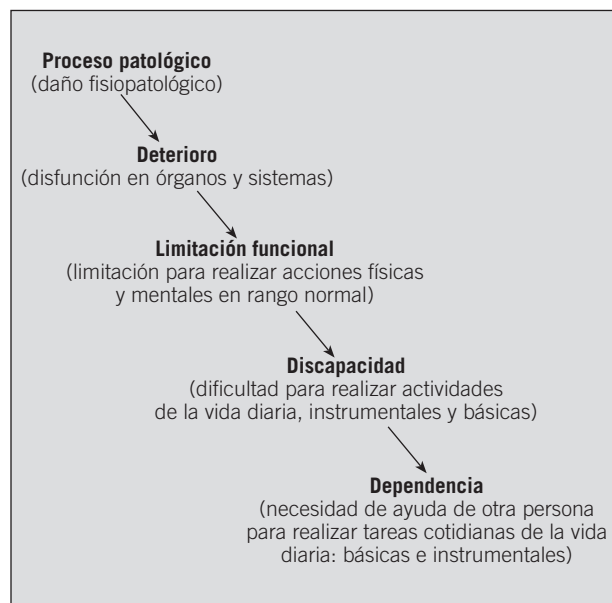 Proceso patológico
(daño fisiopatológico)
Deterioro
(disfunción en órganos y sistemas)
Limitación funcional
(limitación para realizar acciones físicas
y mentales en rango normal)
Discapacidad
(dificultad para realizar actividades
de la vida diaria, instrumentales y básicas)
Dependencia
(necesidad de ayuda de otra persona
para realizar tareas cotidianas de la vida
diaria: básicas e instrumentales)